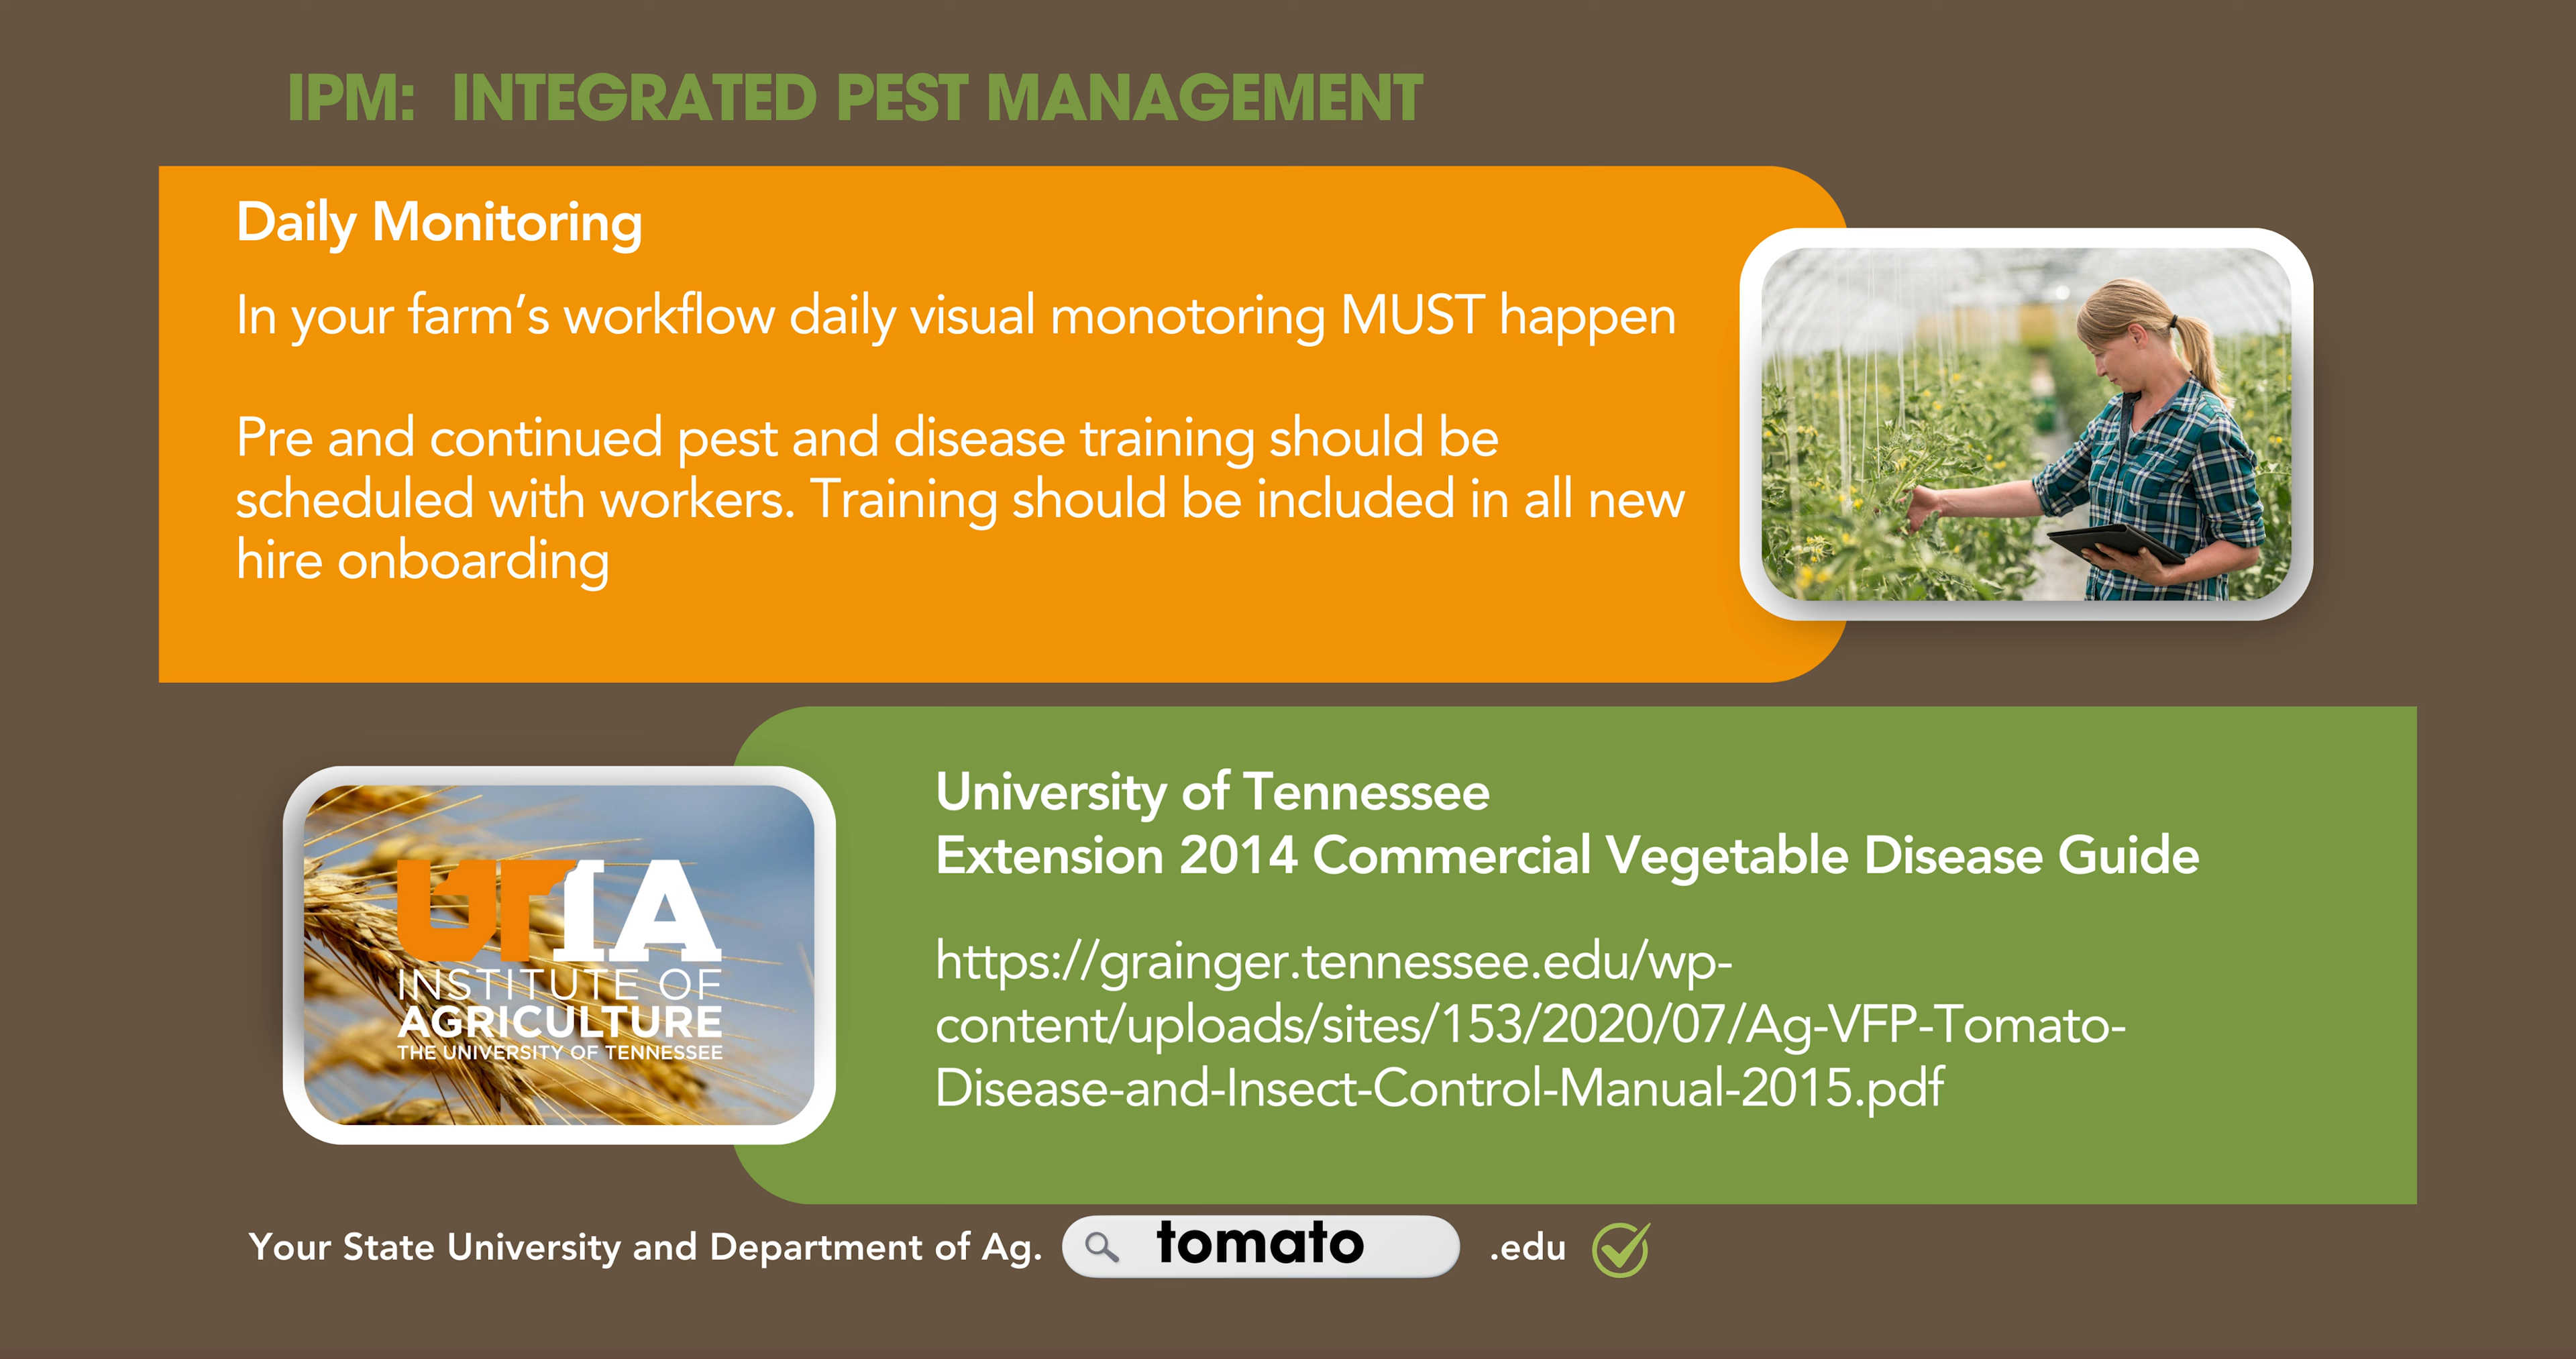 IPM: INTEGRATED PEST MANAGEMENT
Daily Monitoring
In your farm’s workflow daily visual monotoring MUST happen
Pre and continued pest and disease training should be
scheduled with workers. Training should be included in all new
hire onboarding
UTIA
INSTITUTE OF
AGRICULTURE
THE UNIVERSITY OF TENNESSEE
University of Tennessee
Extension 2014 Commercial Vegetable Disease Guide
https://grainger.tennessee.edu/wp-
content/uploads/sites/153/2020/07/Ag-VFP-Tomato-
Disease-and-Insect-Control-Manual-2015.pdf
Your State University and Department of Ag. tomato .edu